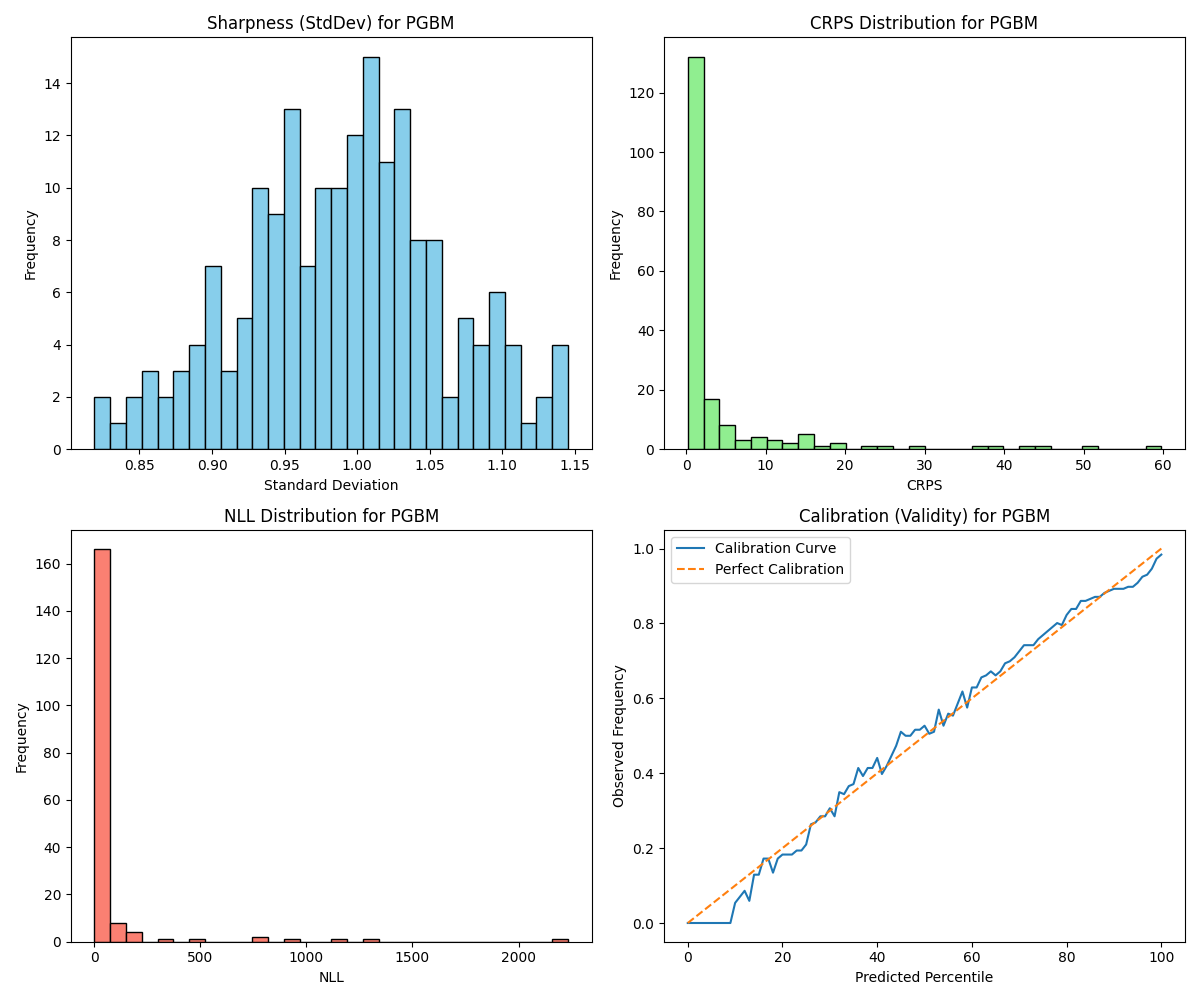 Sharpness (StdDev) for PGBM
Frequency
14
12
10
8
6
4
2
0
0.85 0.90 0.95 1.00 1.05 1.10 1.15
Standard Deviation
CRPS Distribution for PGBM
Frequency
120
100
80
60
40
20
0
0 10 20 30 40 50 60
CRPS
NLL Distribution for PGBM
Frequency
160
140
120
100
80
60
40
20
0
0 500 1000 1500 2000
NLL
Calibration (Validity) for PGBM
Calibration Curve
Perfect Calibration
Observed Frequency
1.0
0.8
0.6
0.4
0.2
0.0
0 20 40 60 80 100
Predicted Percentile